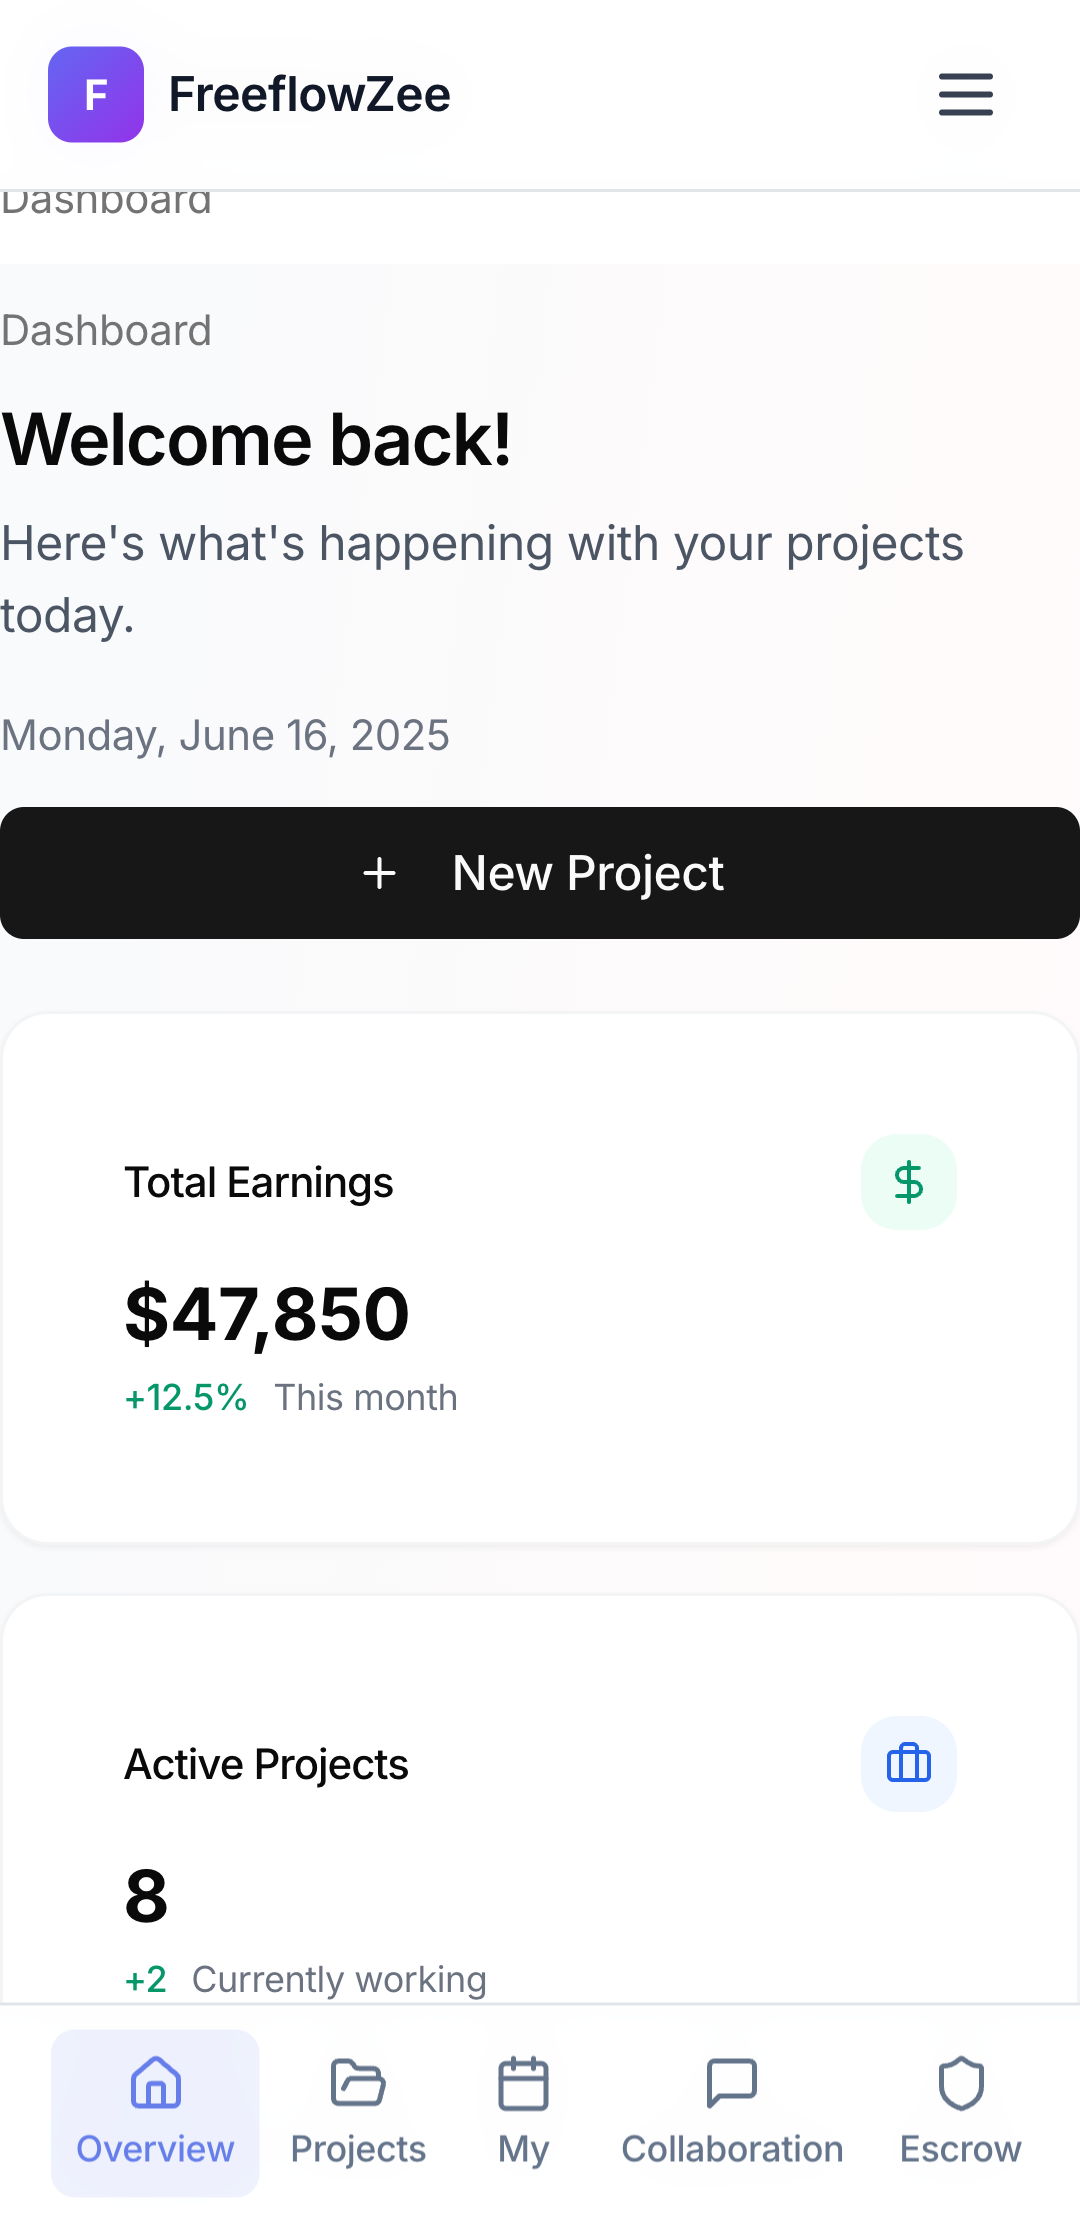 F FreeflowZee
Dashboard
Dashboard
Welcome back!
Here's what's happening with your projects
today.
Monday, June 16, 2025
+ New Project
Total Earnings
$
$47,850
+12.5% This month
Active Projects
8
+2 Currently working
Overview Projects My Collaboration Escrow